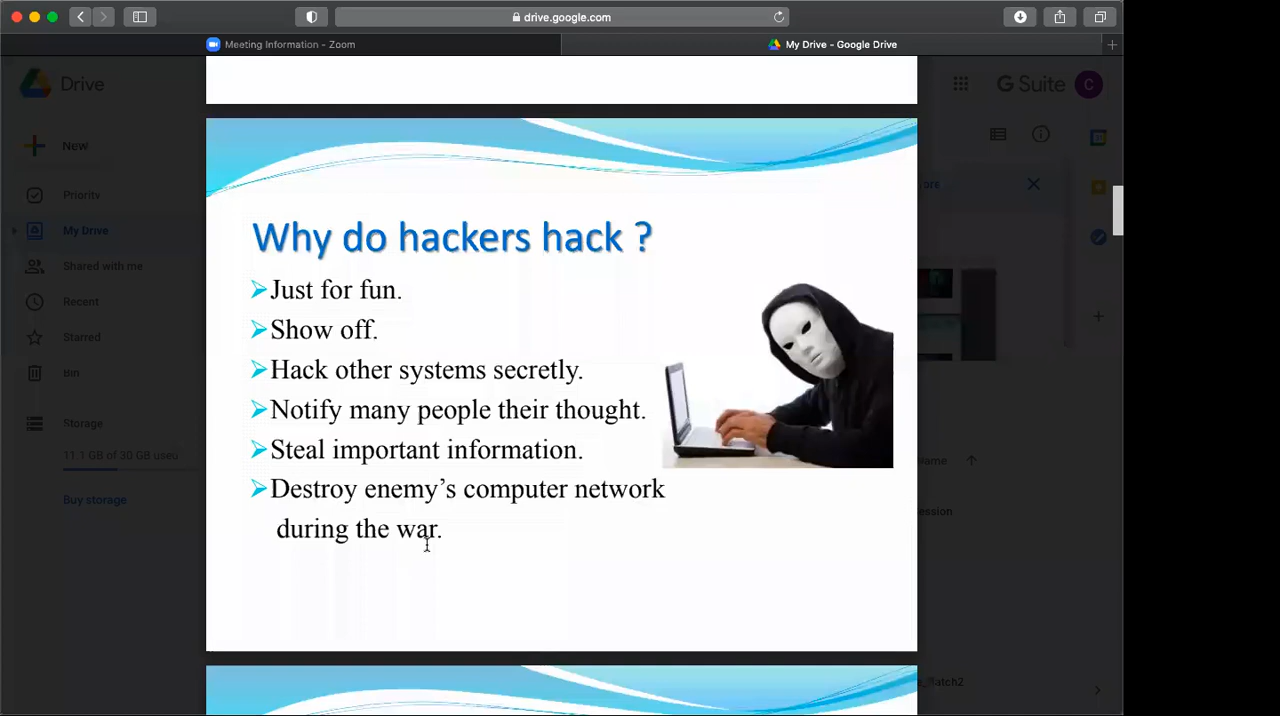 drive.google.com
Meeting Information - Zoom
My Drive - Google Drive
Drive
G Suite
C
New
Priority
My Drive
Shared with me
Recent
Starred
Bin
Storage
11.1 GB of 30 GB used
Buy storage
Why do hackers hack ?
Just for fun.
Show off.
Hack other systems secretly.
Notify many people their thought.
Steal important information.
Destroy enemy's computer network
during the war.